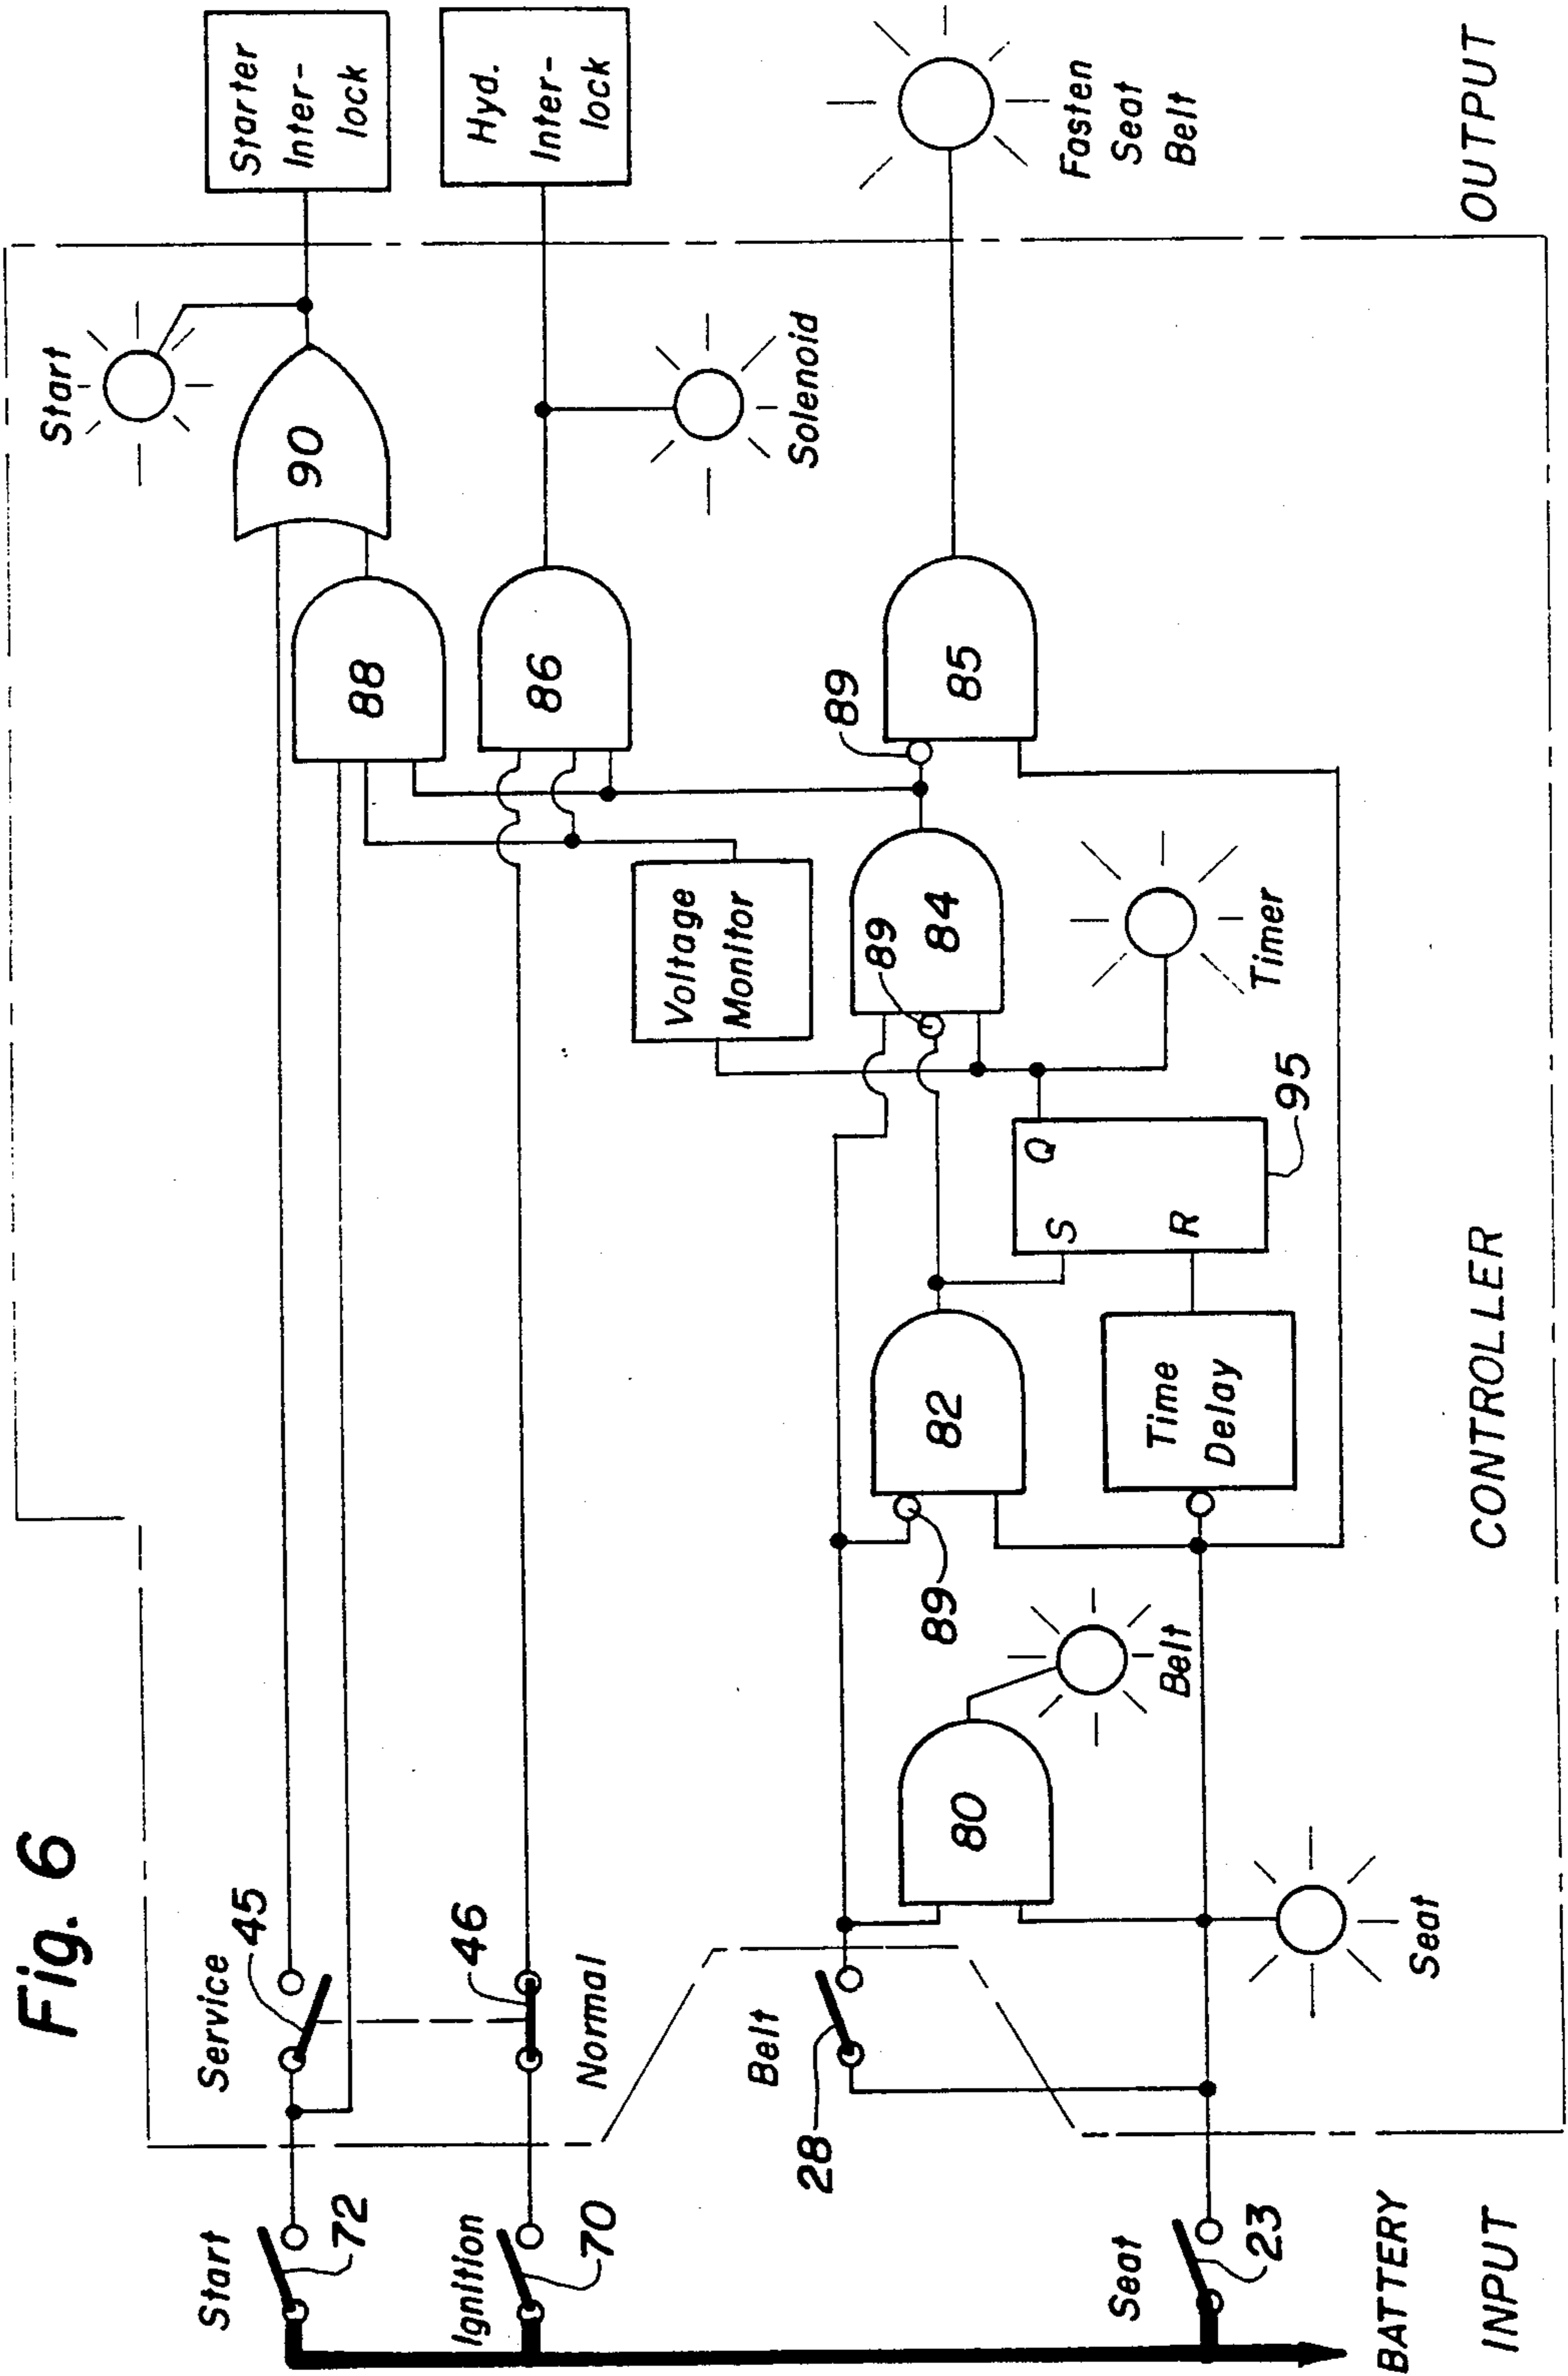 Fig. 6
Start
72
Ignition
70
Seat
23
BATTERY
INPUT
Service
45
46
Normal
Belt
28
Seat
80
Belt
89
82
Time
Delay
S
R
Q
95
CONTROLLER
Voltage
Monitor
89
84
Timer
88
86
89
85
90
Start
Solenoid
Starter
Inter-
lock
Hyd.
Inter-
lock
Fasten
Seat
Belt
OUTPUT